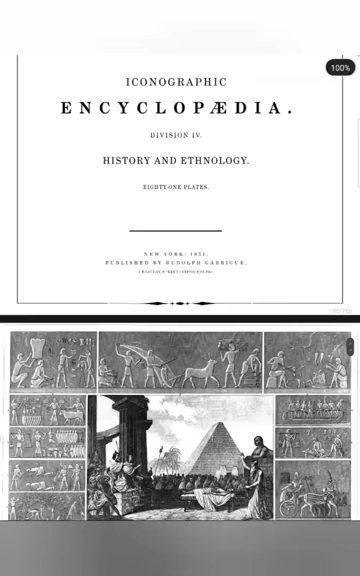 100%
ICONOGRAPHIC
ENCYCLOPÆDIA.
DIVISION IV.
HISTORY AND ETHNOLOGY.
EIGHTY-ONE PLATES.
NEW YORK: 1851.
PUBLISHED BY RUDOLPH GARRIGUE,